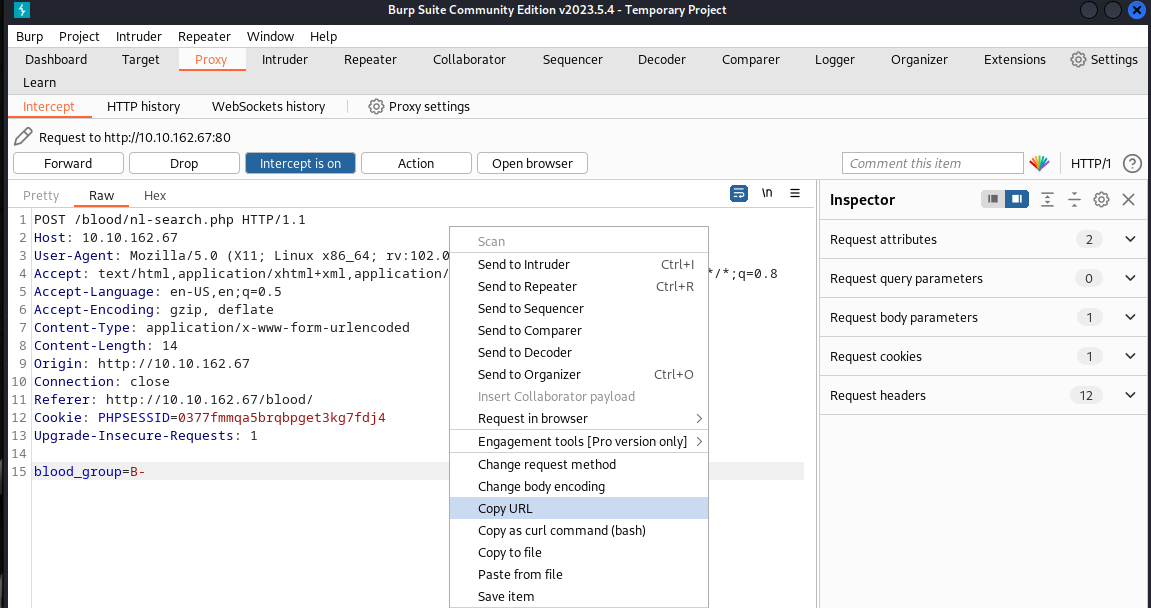 Burp Suite Community Edition v2023.5.4 - Temporary Project
Burp Project Intruder Repeater Window Help
Dashboard Target Proxy Intruder Repeater Collaborator Sequencer Decoder Comparer Logger Organizer Extensions Settings
Learn
Intercept HTTP history WebSockets history Proxy settings
Request to http://10.10.162.67:80
Forward Drop Intercept is on Action Open browser Comment this item HTTP/1 ?
Pretty Raw Hex \n
1 POST /blood/nl-search.php HTTP/1.1
2 Host: 10.10.162.67
3 User-Agent: Mozilla/5.0 (X11; Linux x86_64; rv:102.0
4 Accept: text/html,application/xhtml+xml,application/ */*;q=0.8
5 Accept-Language: en-US,en;q=0.5
6 Accept-Encoding: gzip, deflate
7 Content-Type: application/x-www-form-urlencoded
8 Content-Length: 14
9 Origin: http://10.10.162.67
10 Connection: close
11 Referer: http://10.10.162.67/blood/
12 Cookie: PHPSESSID=0377fmmqa5brqbpget3kg7fdj4
13 Upgrade-Insecure-Requests: 1
14
15 blood_group=B-
Scan
Send to Intruder Ctrl+I
Send to Repeater Ctrl+R
Send to Sequencer
Send to Comparer
Send to Decoder
Send to Organizer Ctrl+O
Insert Collaborator payload
Request in browser
Engagement tools [Pro version only]
Change request method
Change body encoding
Copy URL
Copy as curl command (bash)
Copy to file
Paste from file
Save item
Inspector
Request attributes 2
Request query parameters 0
Request body parameters 1
Request cookies 1
Request headers 12